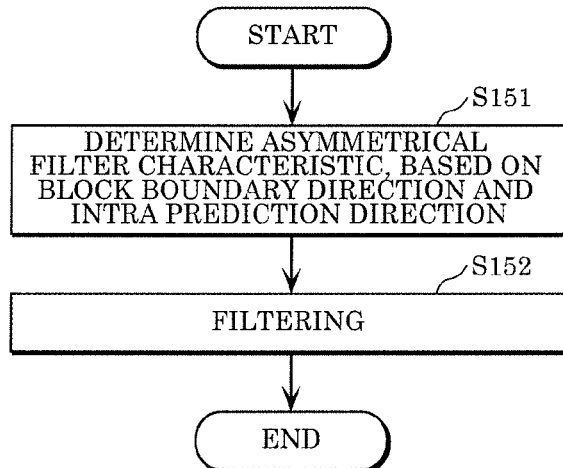 START
S151
DETERMINE ASYMMETRICAL
FILTER CHARACTERISTIC, BASED ON
BLOCK BOUNDARY DIRECTION AND
INTRA PREDICTION DIRECTION
S152
FILTERING
END